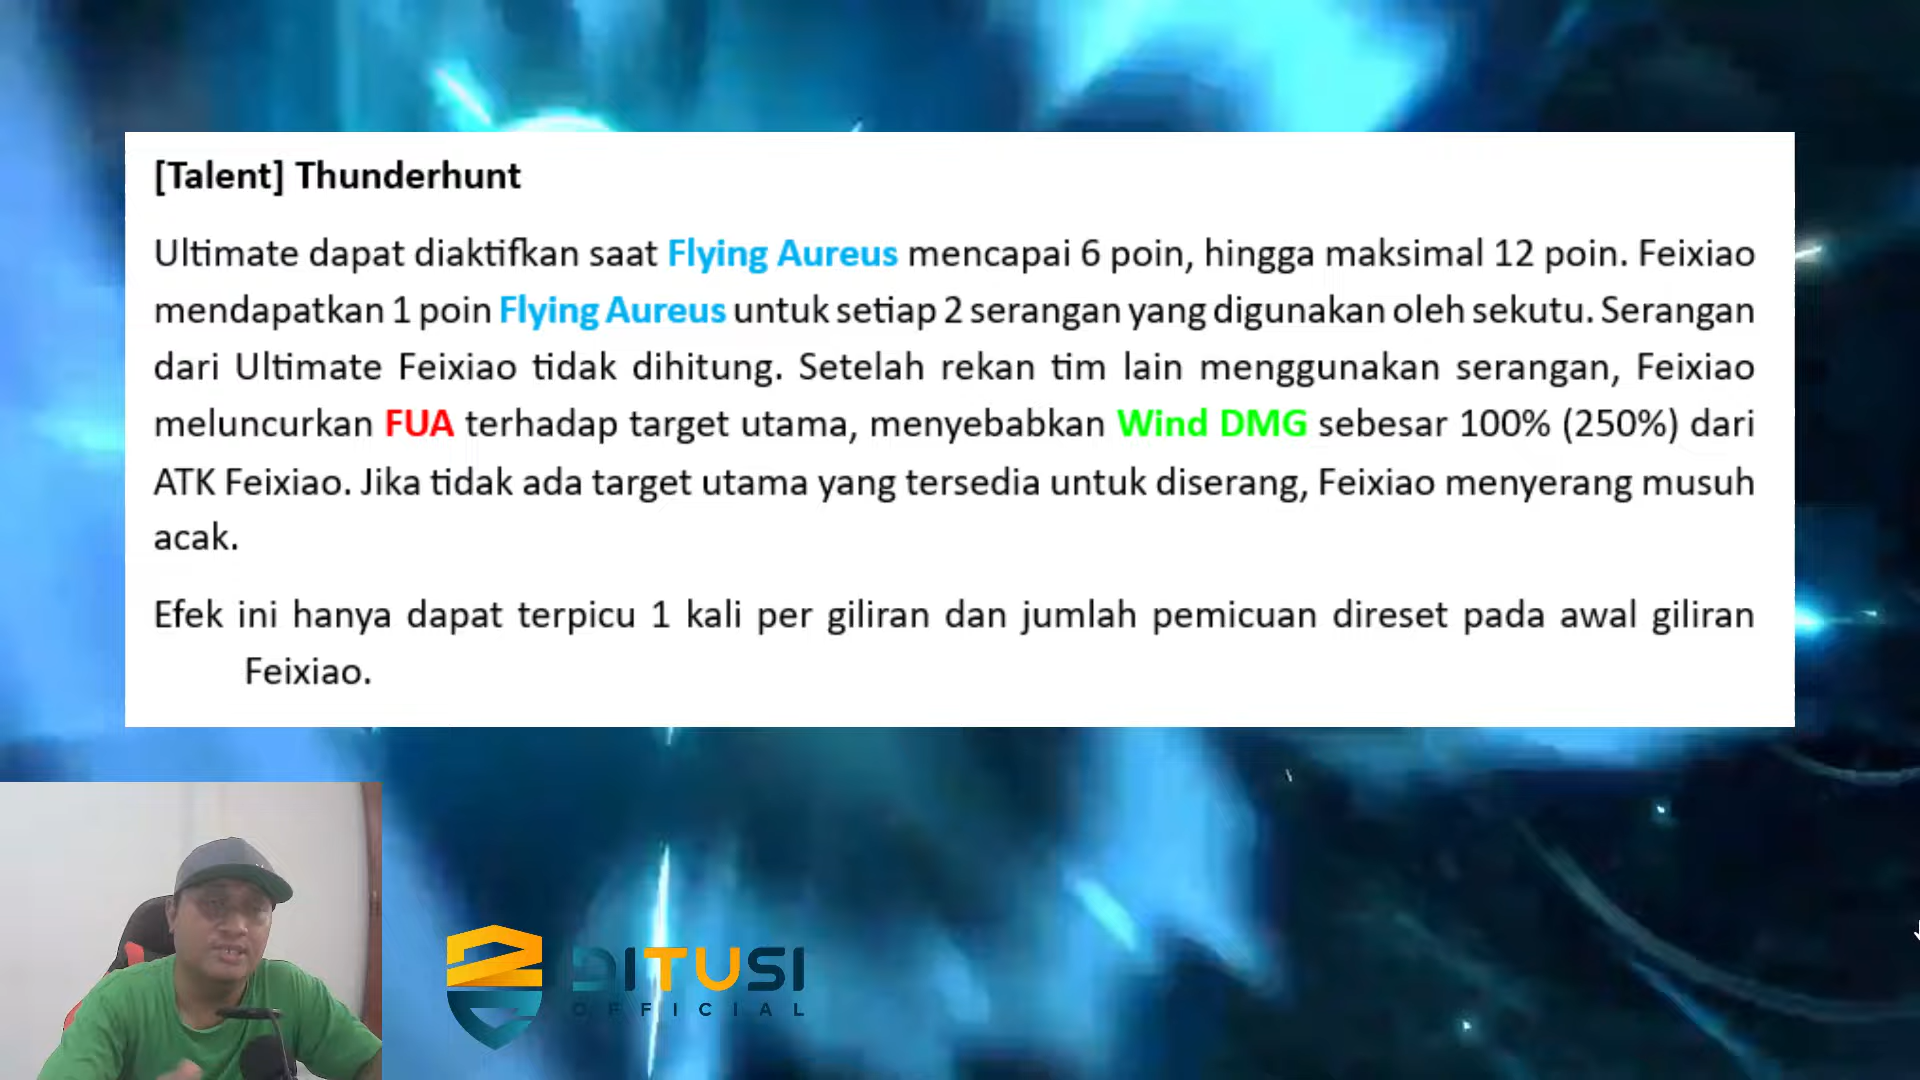 [Talent] Thunderhunt
Ultimate dapat diaktifkan saat Flying Aureus mencapai 6 poin, hingga maksimal 12 poin. Feixiao
mendapatkan 1 poin Flying Aureus untuk setiap 2 serangan yang digunakan oleh sekutu. Serangan
dari Ultimate Feixiao tidak dihitung. Setelah rekan tim lain menggunakan serangan, Feixiao
meluncurkan FUA terhadap target utama, menyebabkan Wind DMG sebesar 100% (250%) dari
ATK Feixiao. Jika tidak ada target utama yang tersedia untuk diserang, Feixiao menyerang musuh
acak.
Efek ini hanya dapat terpicu 1 kali per giliran dan jumlah pemicuan direset pada awal giliran
Feixiao.
DITUSI
OFFICIAL